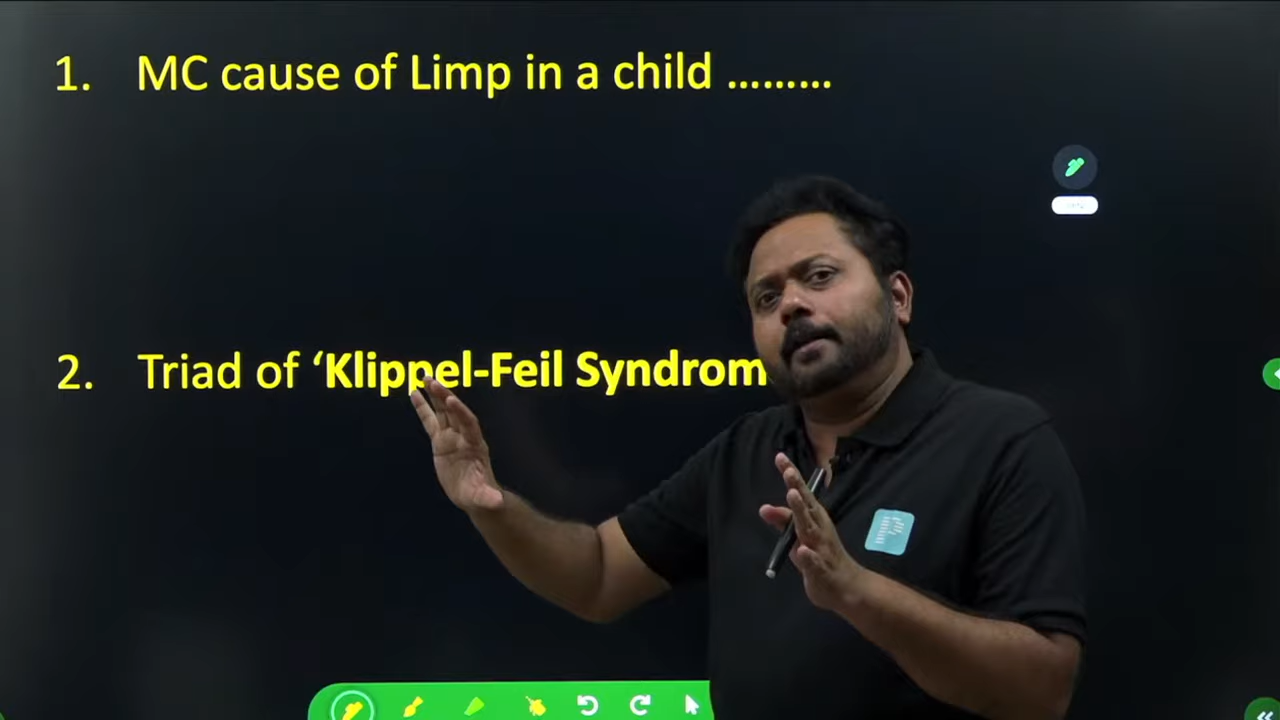 1. MC cause of Limp in a child .........
2. Triad of ‘Klippel-Feil Syndrom